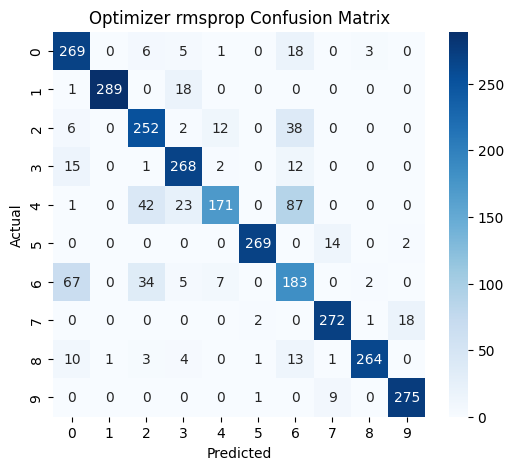 Optimizer rmsprop Confusion Matrix
0 269 0 6 5 1 0 18 0 3 0
1 1 289 0 18 0 0 0 0 0 0
2 6 0 252 2 12 0 38 0 0 0
3 15 0 1 268 2 0 12 0 0 0
4 1 0 42 23 171 0 87 0 0 0
5 0 0 0 0 0 269 0 14 0 2
6 67 0 34 5 7 0 183 0 2 0
7 0 0 0 0 0 2 0 272 1 18
8 10 1 3 4 0 1 13 1 264 0
9 0 0 0 0 0 1 0 9 0 275
0 1 2 3 4 5 6 7 8 9
Predicted
Actual
250
200
150
100
50
0